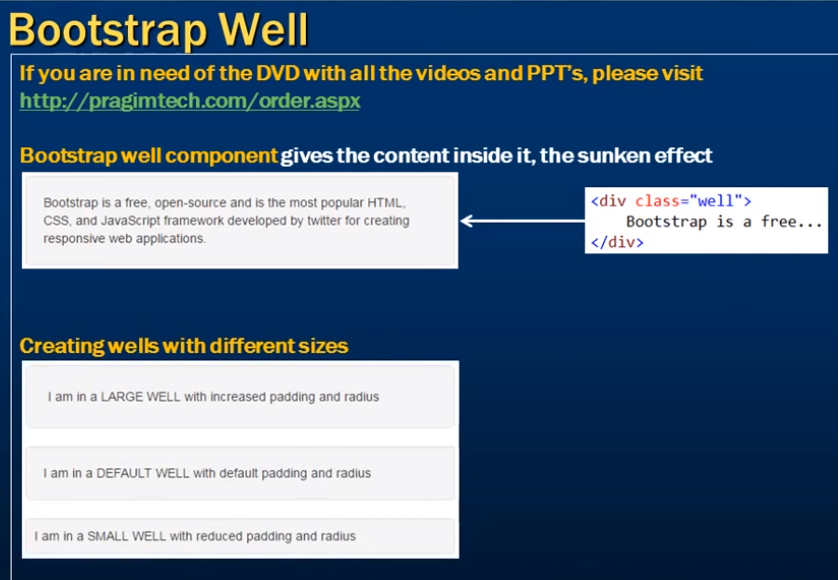 Bootstrap Well
If you are in need of the DVD with all the videos and PPT's, please visit
http://pragimtech.com/order.aspx
Bootstrap well component gives the content inside it, the sunken effect
Bootstrap is a free, open-source and is the most popular HTML,
CSS, and JavaScript framework developed by twitter for creating
responsive web applications.
<div class="well">
    Bootstrap is a free...
</div>
Creating wells with different sizes
I am in a LARGE WELL with increased padding and radius
I am in a DEFAULT WELL with default padding and radius
I am in a SMALL WELL with reduced padding and radius